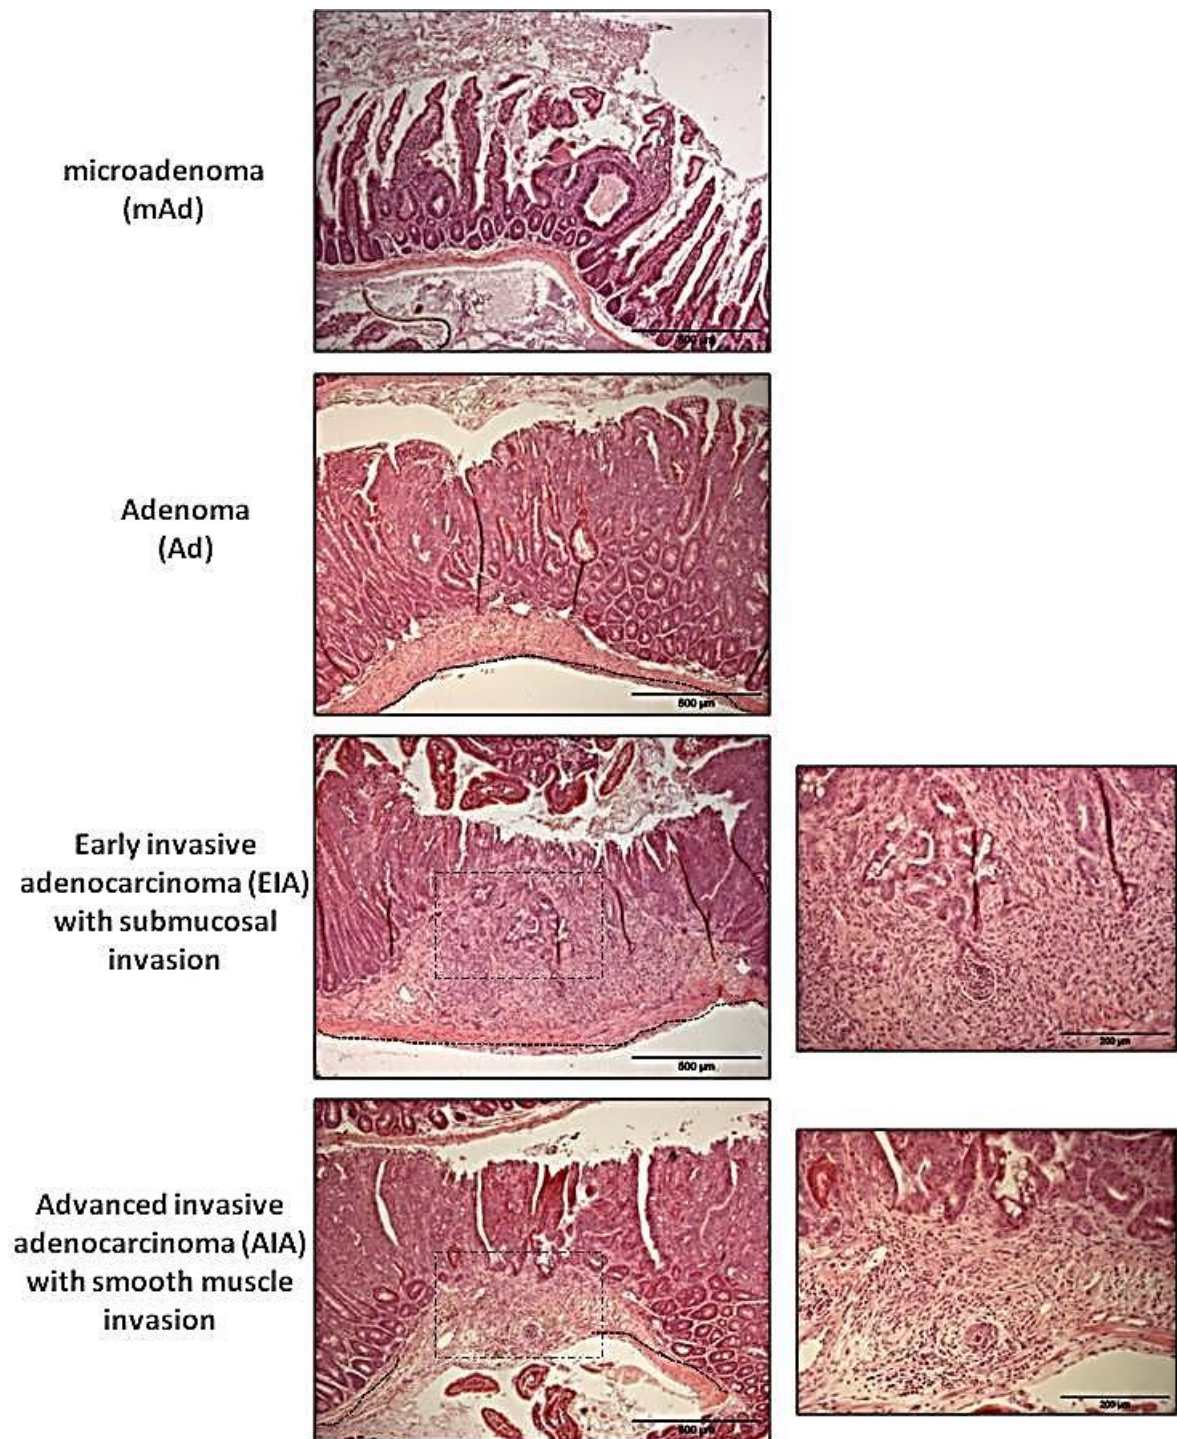 microadenoma
(mAd)
500 µm
Adenoma
(Ad)
500 µm
Early invasive
adenocarcinoma (EIA)
with submucosal
invasion
500 µm
200 µm
Advanced invasive
adenocarcinoma (AIA)
with smooth muscle
invasion
500 µm
200 µm